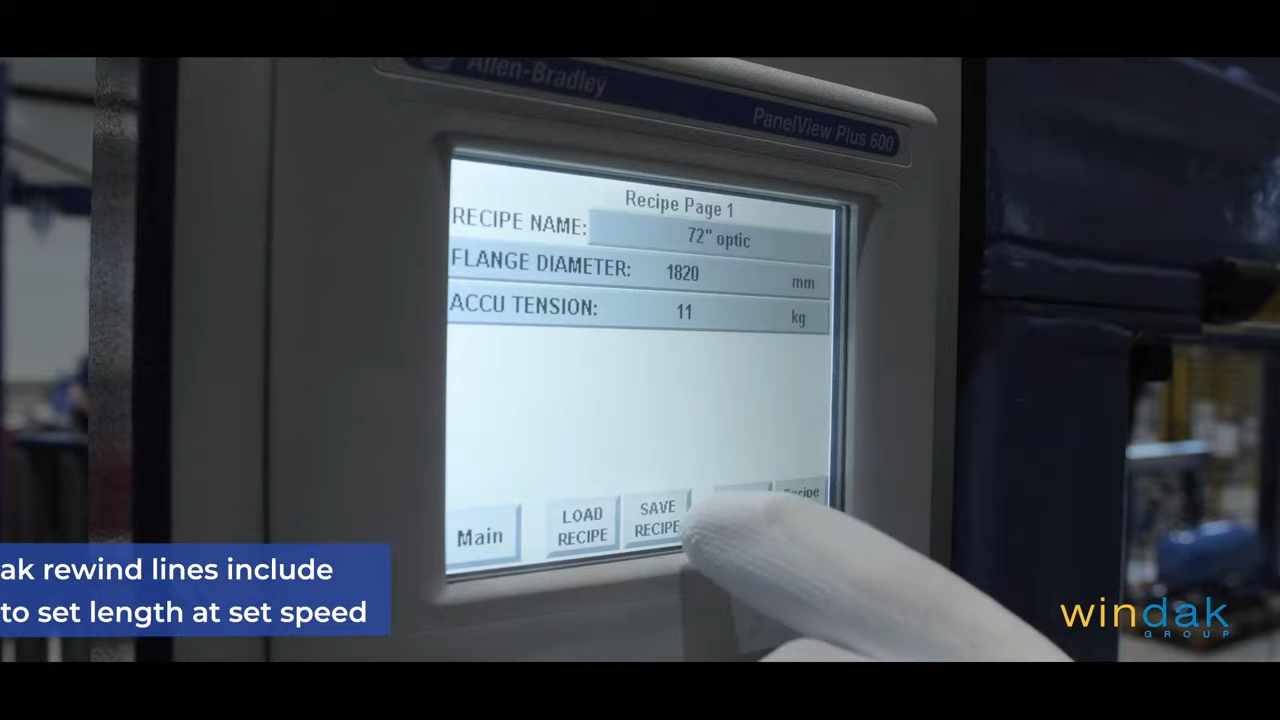 Allen-Bradley
PanelView Plus 600
Recipe Page 1
RECIPE NAME: 72" optic
FLANGE DIAMETER: 1820 mm
ACCU TENSION: 11 kg
Main
LOAD
RECIPE
SAVE
RECIPE
Recipe
ak rewind lines include
to set length at set speed
windak
GROUP